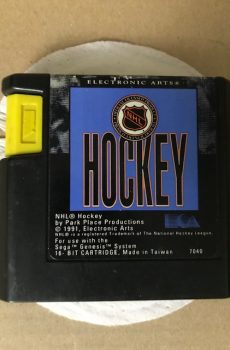 ELECTRONIC ARTS®
NHL
HOCKEY
NHL® Hockey
by Park Place Productions
© 1991, Electronic Arts
EA
NHL® is a registered Trademark of The National Hockey League.
For use with the
Sega™ Genesis™ System
16- BIT CARTRIDGE, Made in Taiwan
7049